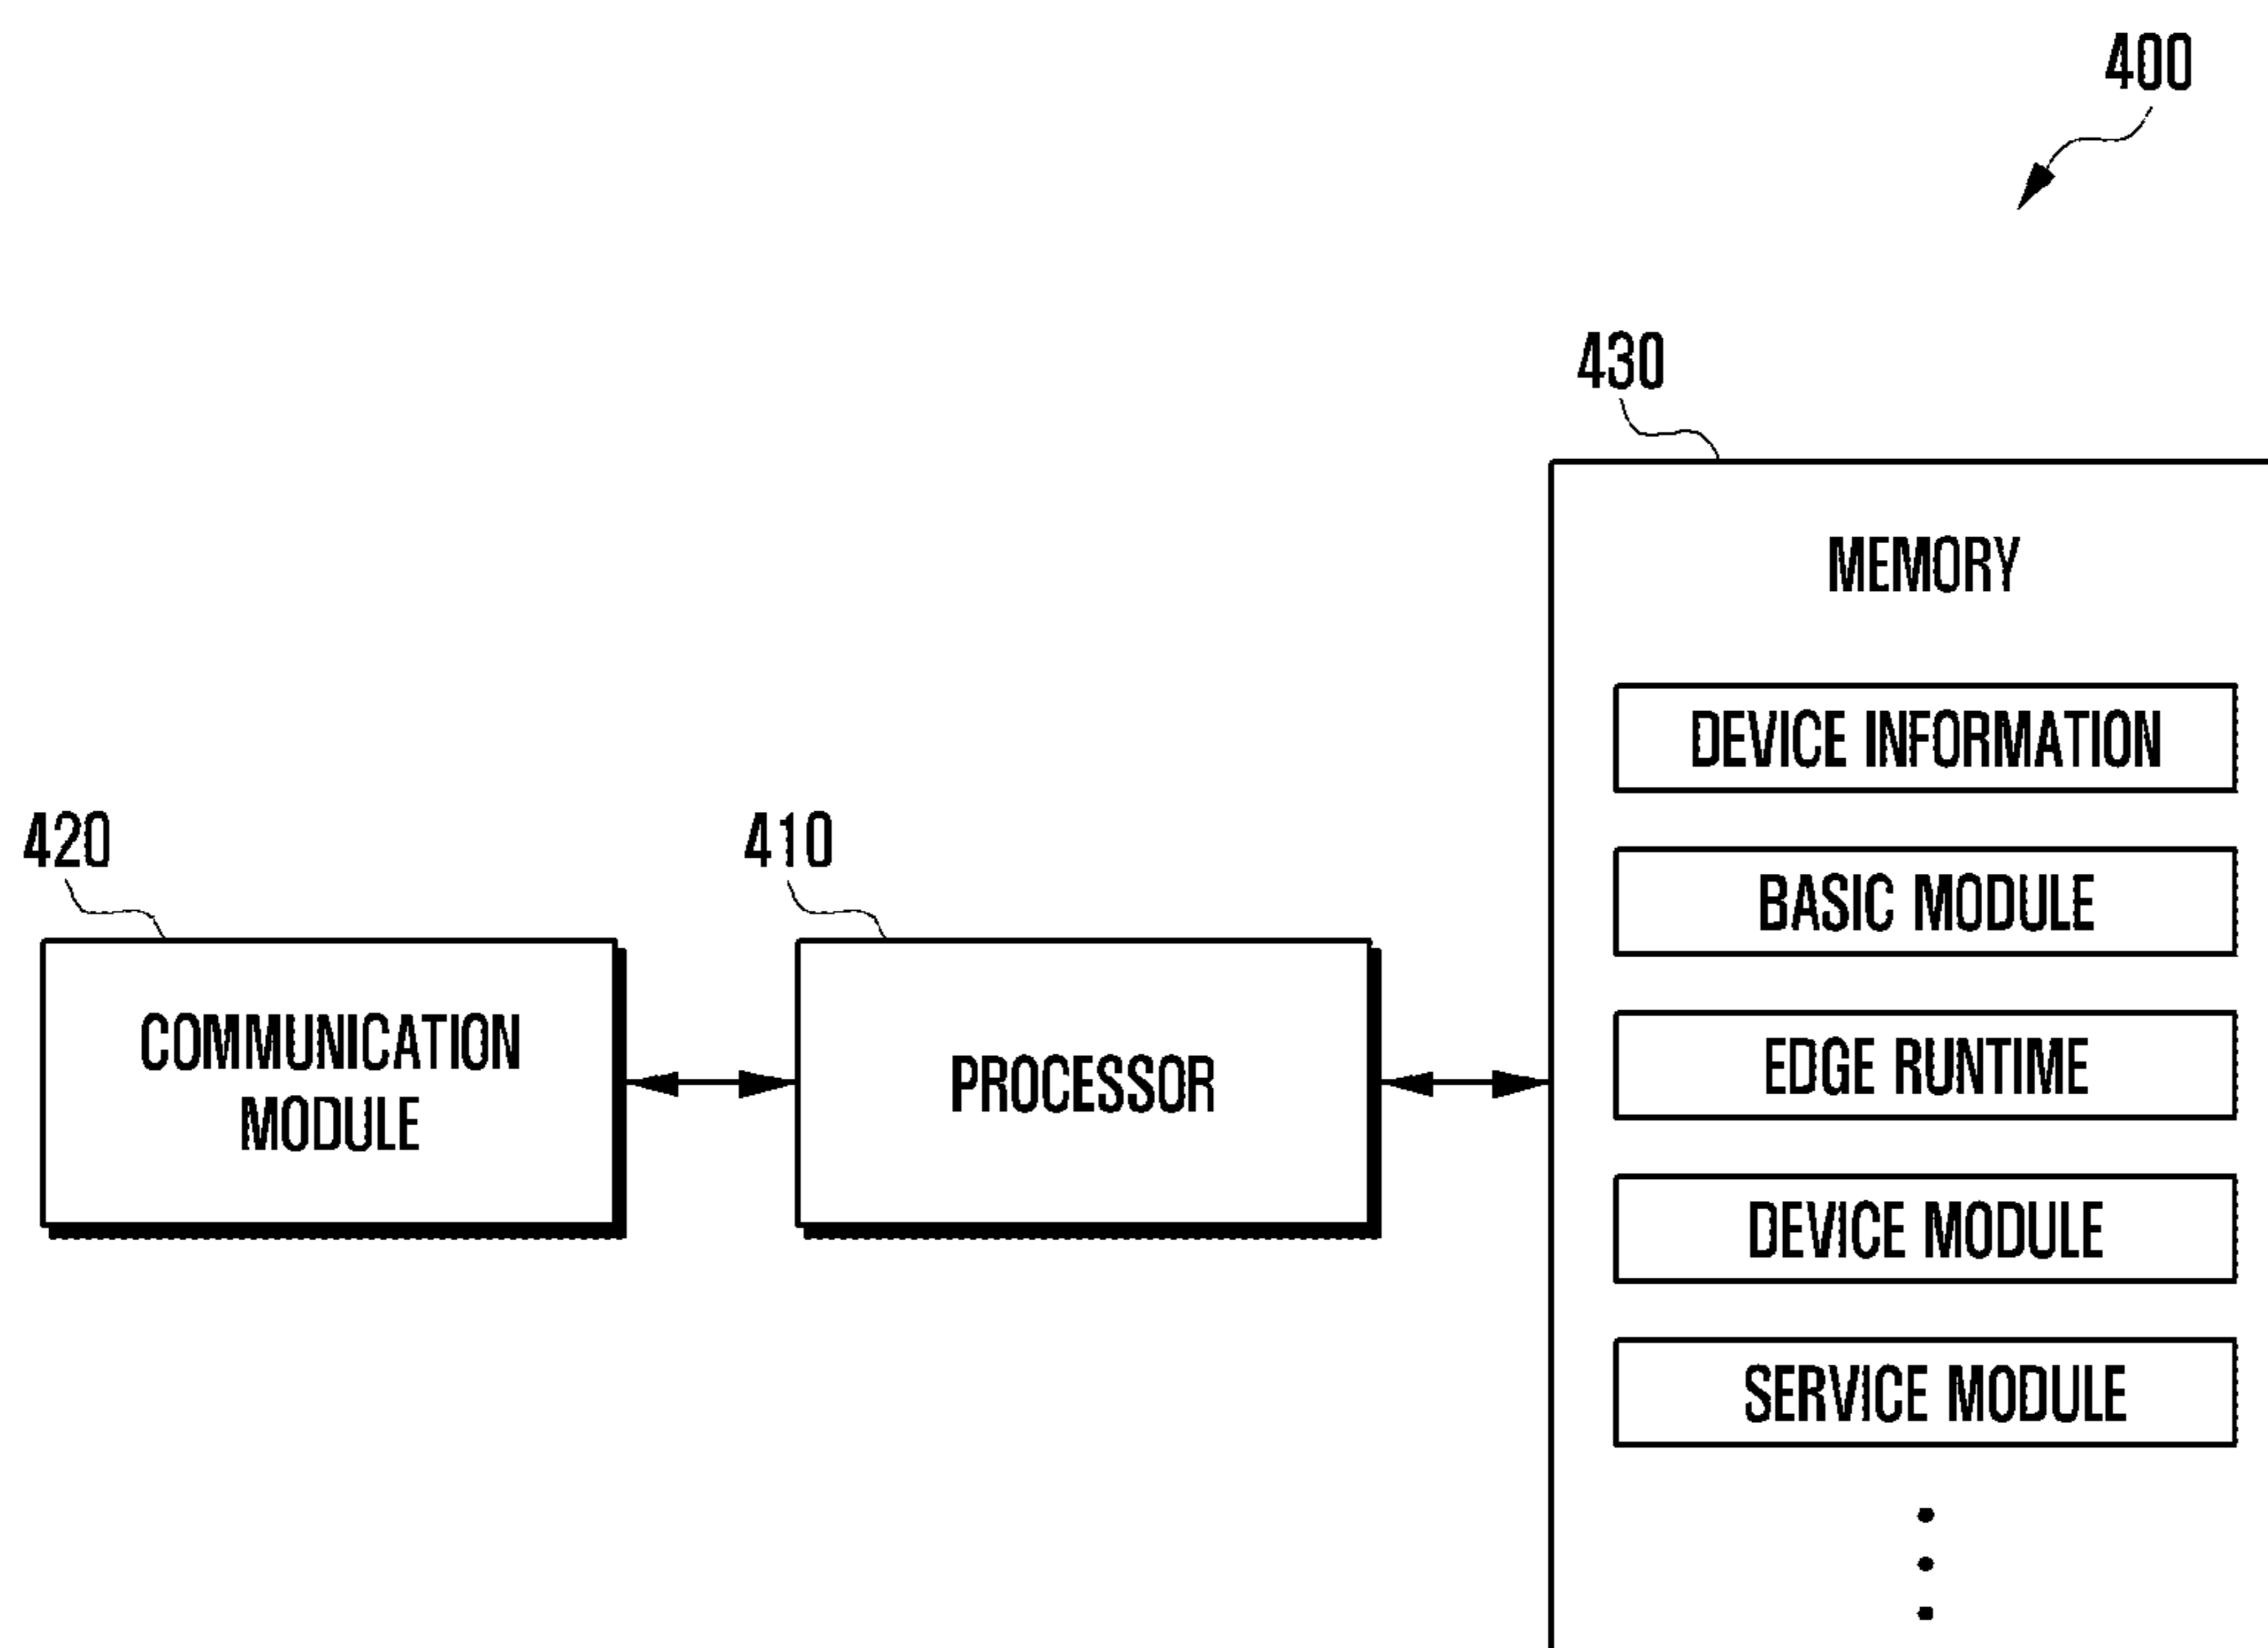 400
430
MEMORY
DEVICE INFORMATION
420
410
BASIC MODULE
COMMUNICATION
MODULE
PROCESSOR
EDGE RUNTIME
DEVICE MODULE
SERVICE MODULE